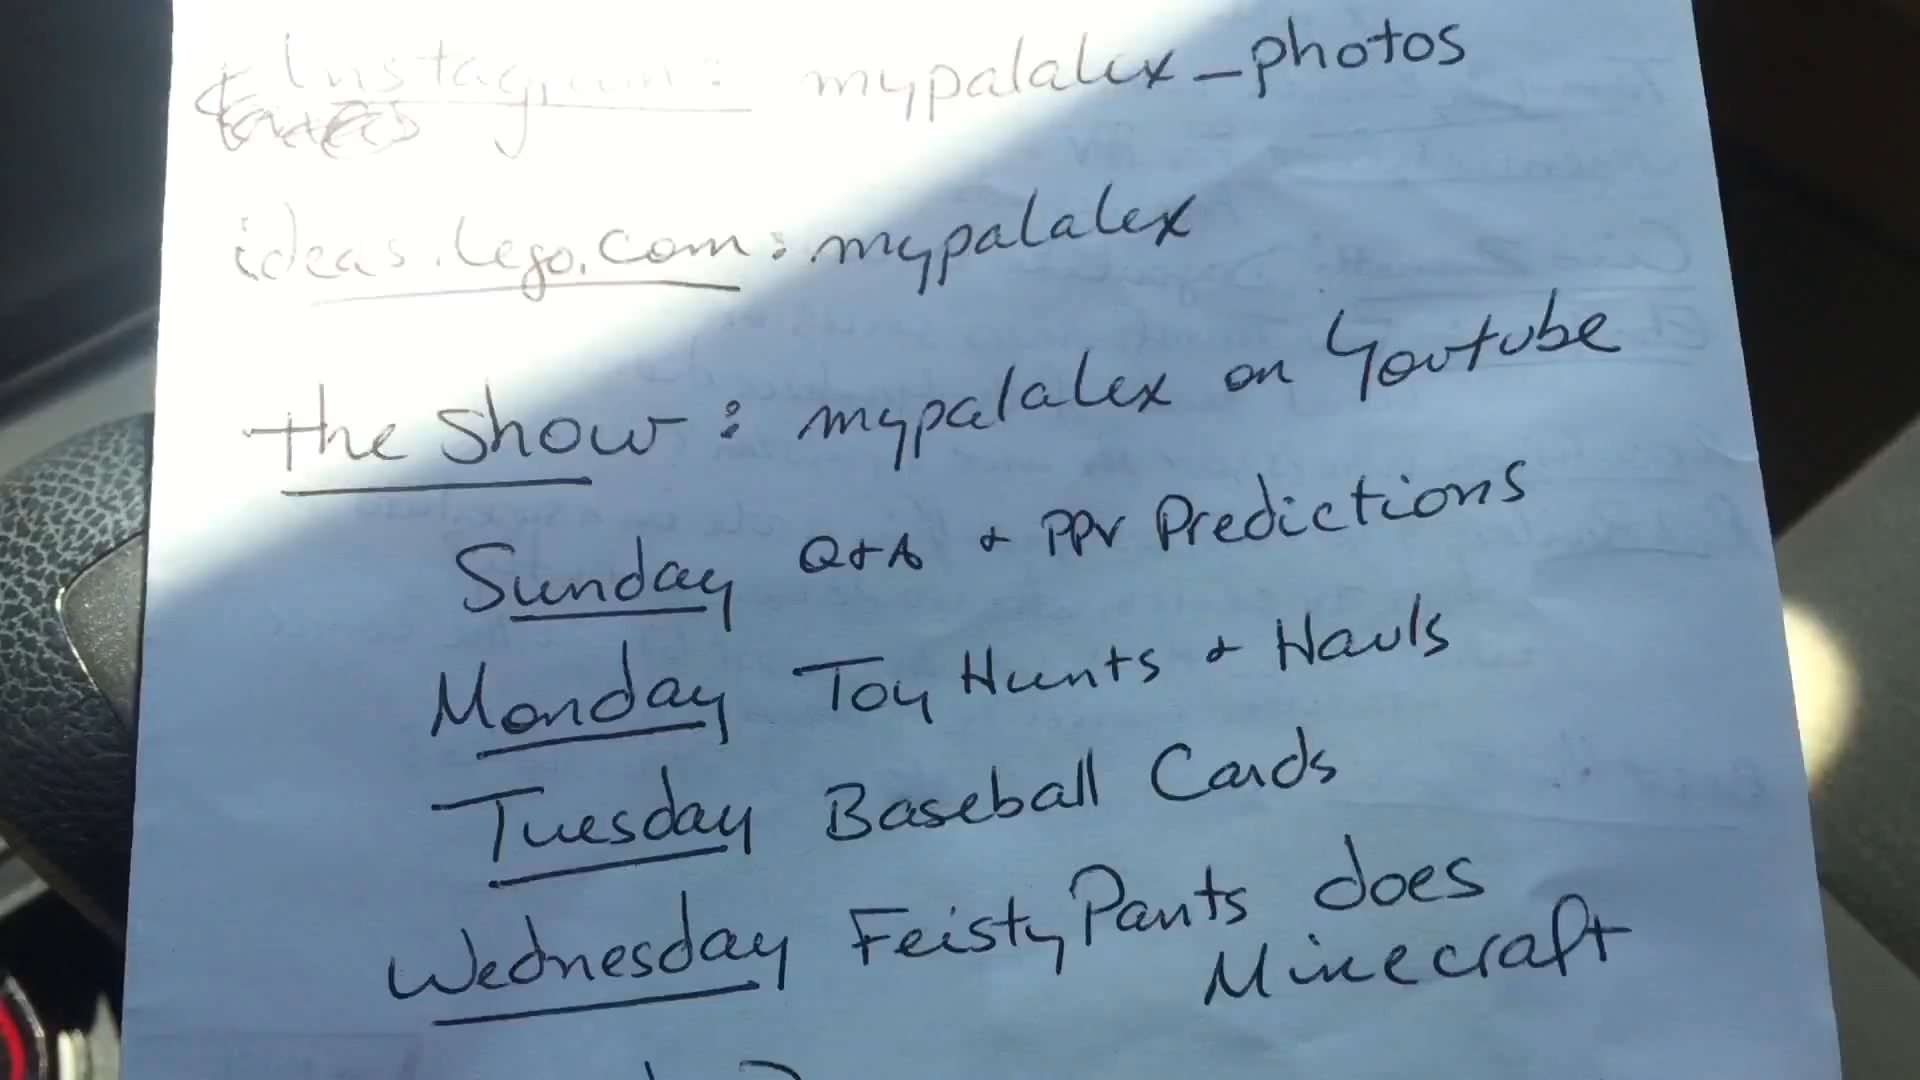 Instagram: mypalalex_photos
ideas.lego.com: mypalalex
the Show: mypalalex on Youtube
Sunday Q+A + PPV Predictions
Monday Toy Hunts + Hauls
Tuesday Baseball Cards
Wednesday FeistyPants does
Minecraft